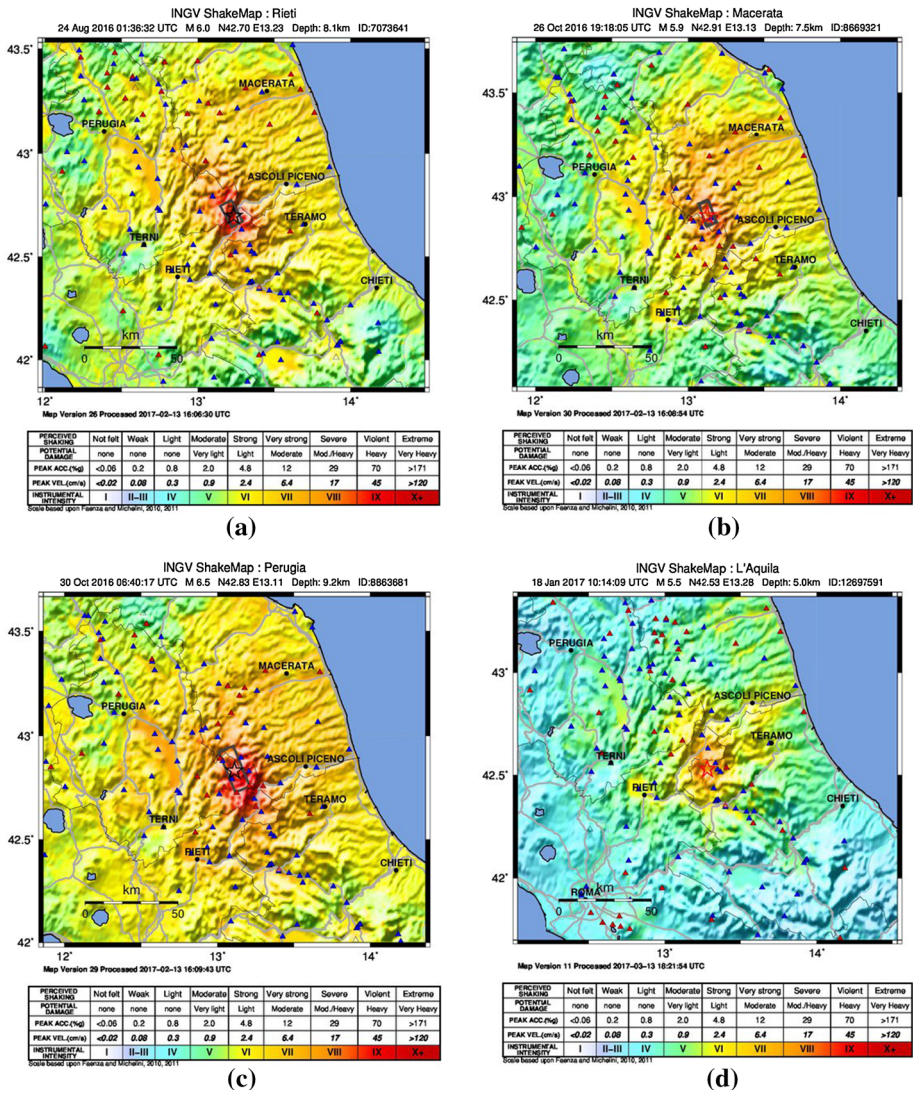 INGV ShakeMap : Rieti
24 Aug 2016 01:36:32 UTC M 6.0 N42.70 E13.23 Depth: 8.1km ID:7073641
43.5
MACERATA
PERUGIA
43
ASCOLI PICENO
TERAMO
TERNI
42.5
RIETI
CHIETI
km
0 50
42
12 13 14
Map Version 26 Processed 2017-02-13 16:06:30 UTC
PERCEIVED SHAKING Not felt Weak Light Moderate Strong Very strong Severe Violent Extreme
POTENTIAL DAMAGE none none none Very light Light Moderate Mod./Heavy Heavy Very Heavy
PEAK ACC.(%g) <0.06 0.2 0.8 2.0 4.8 12 29 70 >171
PEAK VEL.(cm/s) <0.02 0.08 0.3 0.9 2.4 6.4 17 45 >120
INSTRUMENTAL INTENSITY I II-III IV V VI VII VIII IX X+
Scale based upon Faenza and Michelini, 2010, 2011
(a)
INGV ShakeMap : Macerata
26 Oct 2016 19:18:05 UTC M 5.9 N42.91 E13.13 Depth: 7.5km ID:8669321
43.5
MACERATA
PERUGIA
43
ASCOLI PICENO
TERAMO
TERNI
42.5
RIETI
CHIETI
km
0 50
12° 13° 14°
Map Version 30 Processed 2017-02-13 16:08:54 UTC
PERCEIVED SHAKING Not felt Weak Light Moderate Strong Very strong Severe Violent Extreme
POTENTIAL DAMAGE none none none Very light Light Moderate Mod./Heavy Heavy Very Heavy
PEAK ACC.(%g) <0.06 0.2 0.8 2.0 4.8 12 29 70 >171
PEAK VEL.(cm/s) <0.02 0.08 0.3 0.9 2.4 6.4 17 45 >120
INSTRUMENTAL INTENSITY I II-III IV V VI VII VIII IX X+
Scale based upon Faenza and Michelini, 2010, 2011
(b)
INGV ShakeMap : Perugia
30 Oct 2016 06:40:17 UTC M 6.5 N42.83 E13.11 Depth: 9.2km ID:8863681
43.5
MACERATA
PERUGIA
43
ASCOLI PICENO
TERAMO
TERNI
42.5
RIETI
CHIETI
km
0 50
42
12° 13° 14°
Map Version 29 Processed 2017-02-13 16:09:43 UTC
PERCEIVED SHAKING Not felt Weak Light Moderate Strong Very strong Severe Violent Extreme
POTENTIAL DAMAGE none none none Very light Light Moderate Mod./Heavy Heavy Very Heavy
PEAK ACC.(%g) <0.06 0.2 0.8 2.0 4.8 12 29 70 >171
PEAK VEL.(cm/s) <0.02 0.08 0.3 0.9 2.4 6.4 17 45 >120
INSTRUMENTAL INTENSITY I II-III IV V VI VII VIII IX X+
Scale based upon Faenza and Michelini, 2010, 2011
(c)
INGV ShakeMap : L'Aquila
18 Jan 2017 10:14:09 UTC M 5.5 N42.53 E13.28 Depth: 5.0km ID:12697591
PERUGIA
43
ASCOLI PICENO
TERAMO
TERNI
42.5
RIETI
CHIETI
42
ROMA km
0 50
13° 14°
Map Version 11 Processed 2017-03-13 18:21:54 UTC
PERCEIVED SHAKING Not felt Weak Light Moderate Strong Very strong Severe Violent Extreme
POTENTIAL DAMAGE none none none Very light Light Moderate Mod./Heavy Heavy Very Heavy
PEAK ACC.(%g) <0.06 0.2 0.8 2.0 4.8 12 29 70 >171
PEAK VEL.(cm/s) <0.02 0.08 0.3 0.9 2.4 6.4 17 45 >120
INSTRUMENTAL INTENSITY I II-III IV V VI VII VIII IX X+
Scale based upon Faenza and Michelini, 2010, 2011
(d)